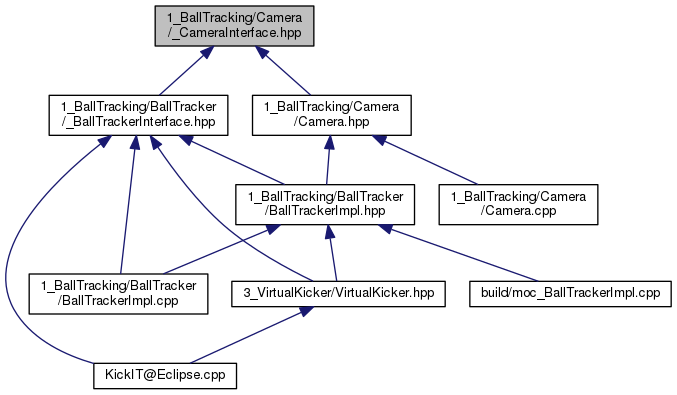 1_BallTracking/Camera
/_CameraInterface.hpp
1_BallTracking/BallTracker
/_BallTrackerInterface.hpp
1_BallTracking/Camera
/Camera.hpp
1_BallTracking/BallTracker
/BallTrackerImpl.hpp
1_BallTracking/Camera
/Camera.cpp
1_BallTracking/BallTracker
/BallTrackerImpl.cpp
3_VirtualKicker/VirtualKicker.hpp
build/moc_BallTrackerImpl.cpp
KickIT@Eclipse.cpp